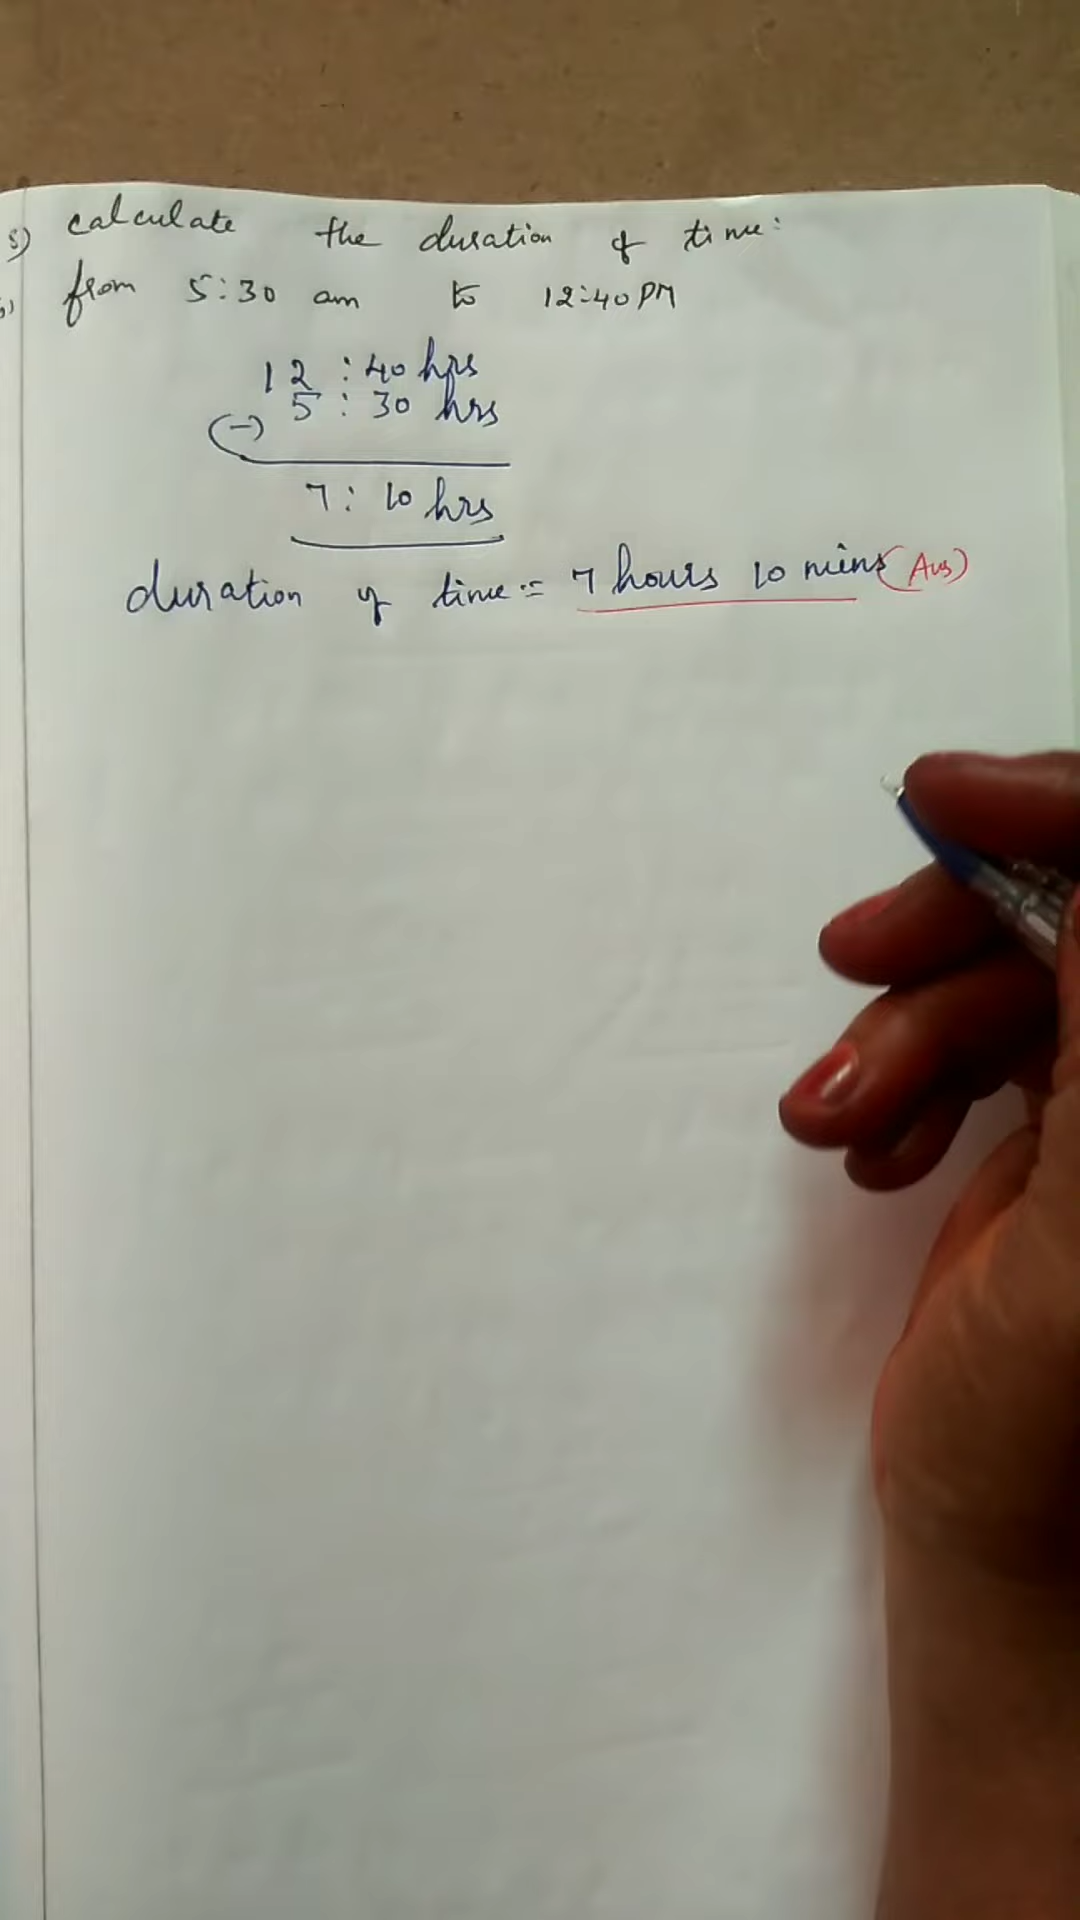 5) calculate the duration of time:
from 5:30 am to 12:40 PM
12 : 40 hrs
(-) 5 : 30 hrs
7 : 10 hrs
duration of time = 7 hours 10 mins (Ans)